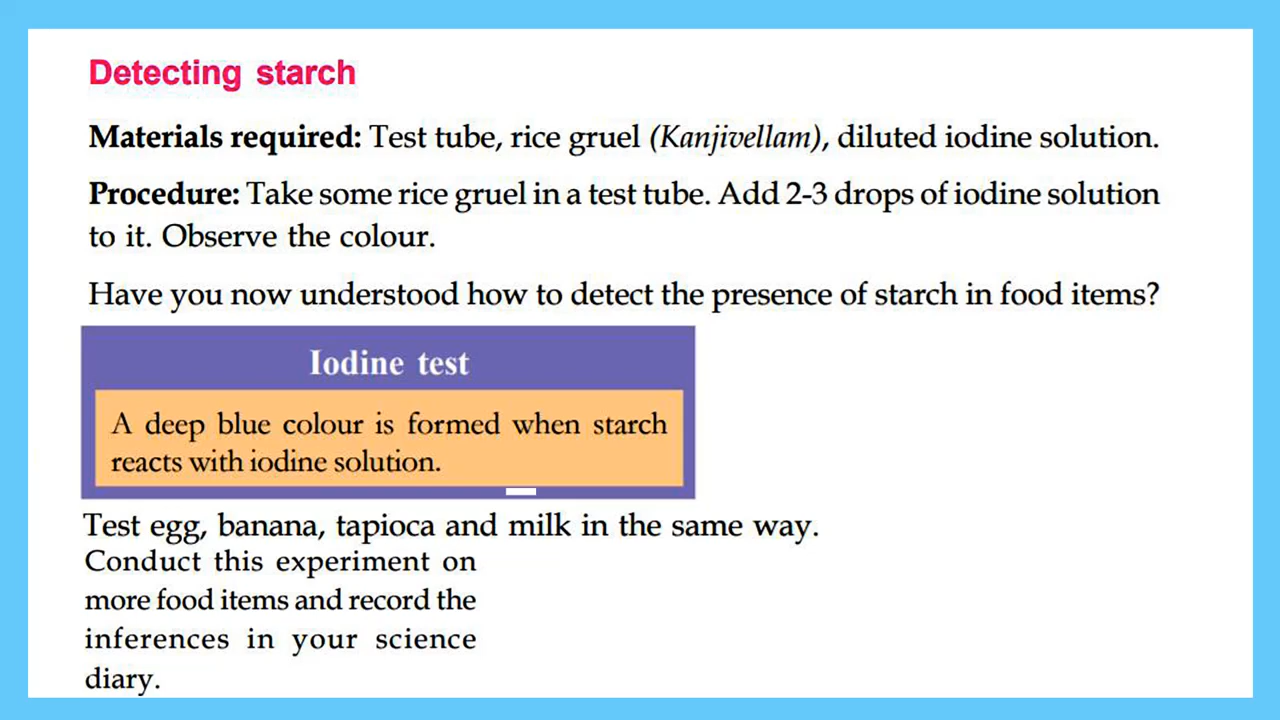 Detecting starch
Materials required: Test tube, rice gruel (Kanjivellam), diluted iodine solution.
Procedure: Take some rice gruel in a test tube. Add 2-3 drops of iodine solution
to it. Observe the colour.
Have you now understood how to detect the presence of starch in food items?
Iodine test
A deep blue colour is formed when starch
reacts with iodine solution.
Test egg, banana, tapioca and milk in the same way.
Conduct this experiment on
more food items and record the
inferences in your science
diary.